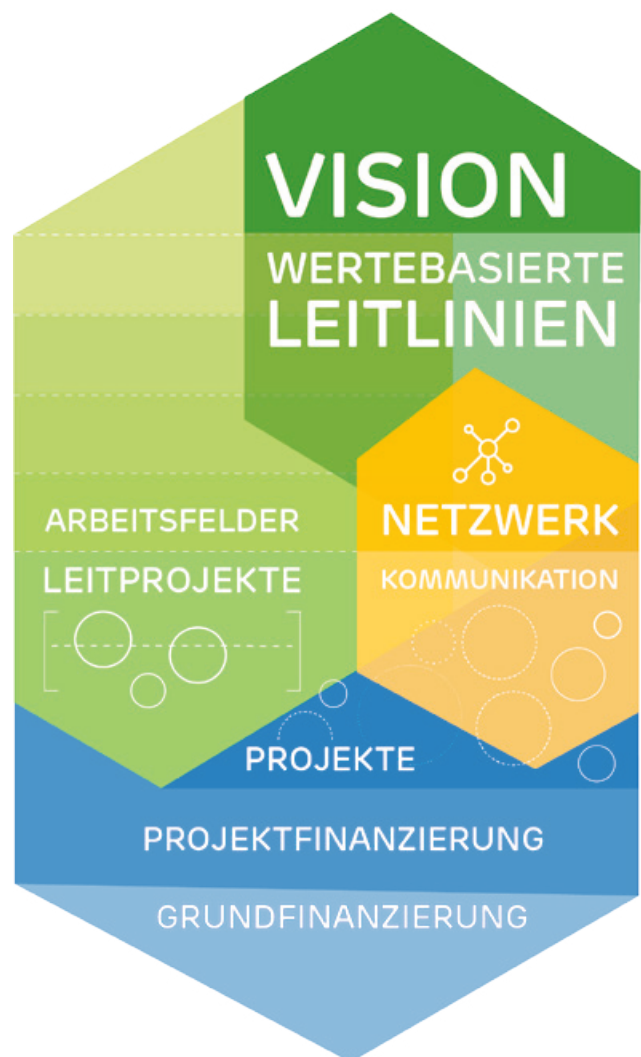 VISION
WERTEBASIERTE
LEITLINIEN
ARBEITSFELDER
NETZWERK
LEITPROJEKTE
KOMMUNIKATION
PROJEKTE
PROJEKTFINANZIERUNG
GRUNDFINANZIERUNG